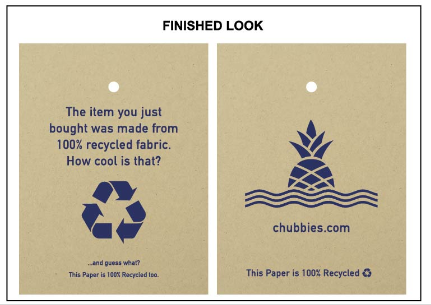 FINISHED LOOK
The item you just
bought was made from
100% recycled fabric.
How cool is that?
...and guess what?
This Paper is 100% Recycled too.
chubbies.com
This Paper is 100% Recycled